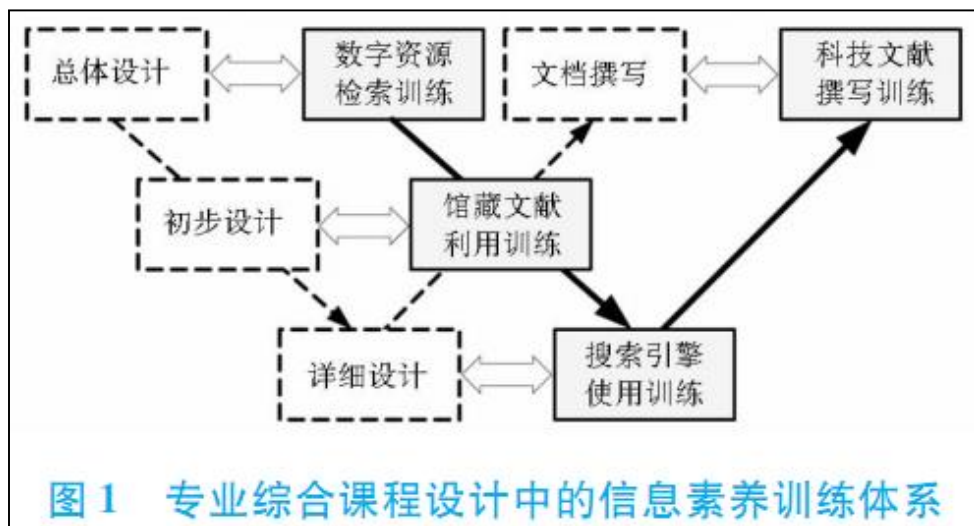 总体设计
数字资源
检索训练
文档撰写
科技文献
撰写训练
初步设计
馆藏文献
利用训练
详细设计
搜索引擎
使用训练
图 1 专业综合课程设计中的信息素养训练体系